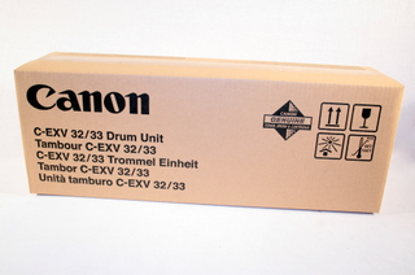 Canon
C-EXV 32/33 Drum Unit
Tambour C-EXV 32/33
C-EXV 32/33 Trommel Einheit
Tambor C-EXV 32/33
Unità tamburo C-EXV 32/33
CANON
GENUINE